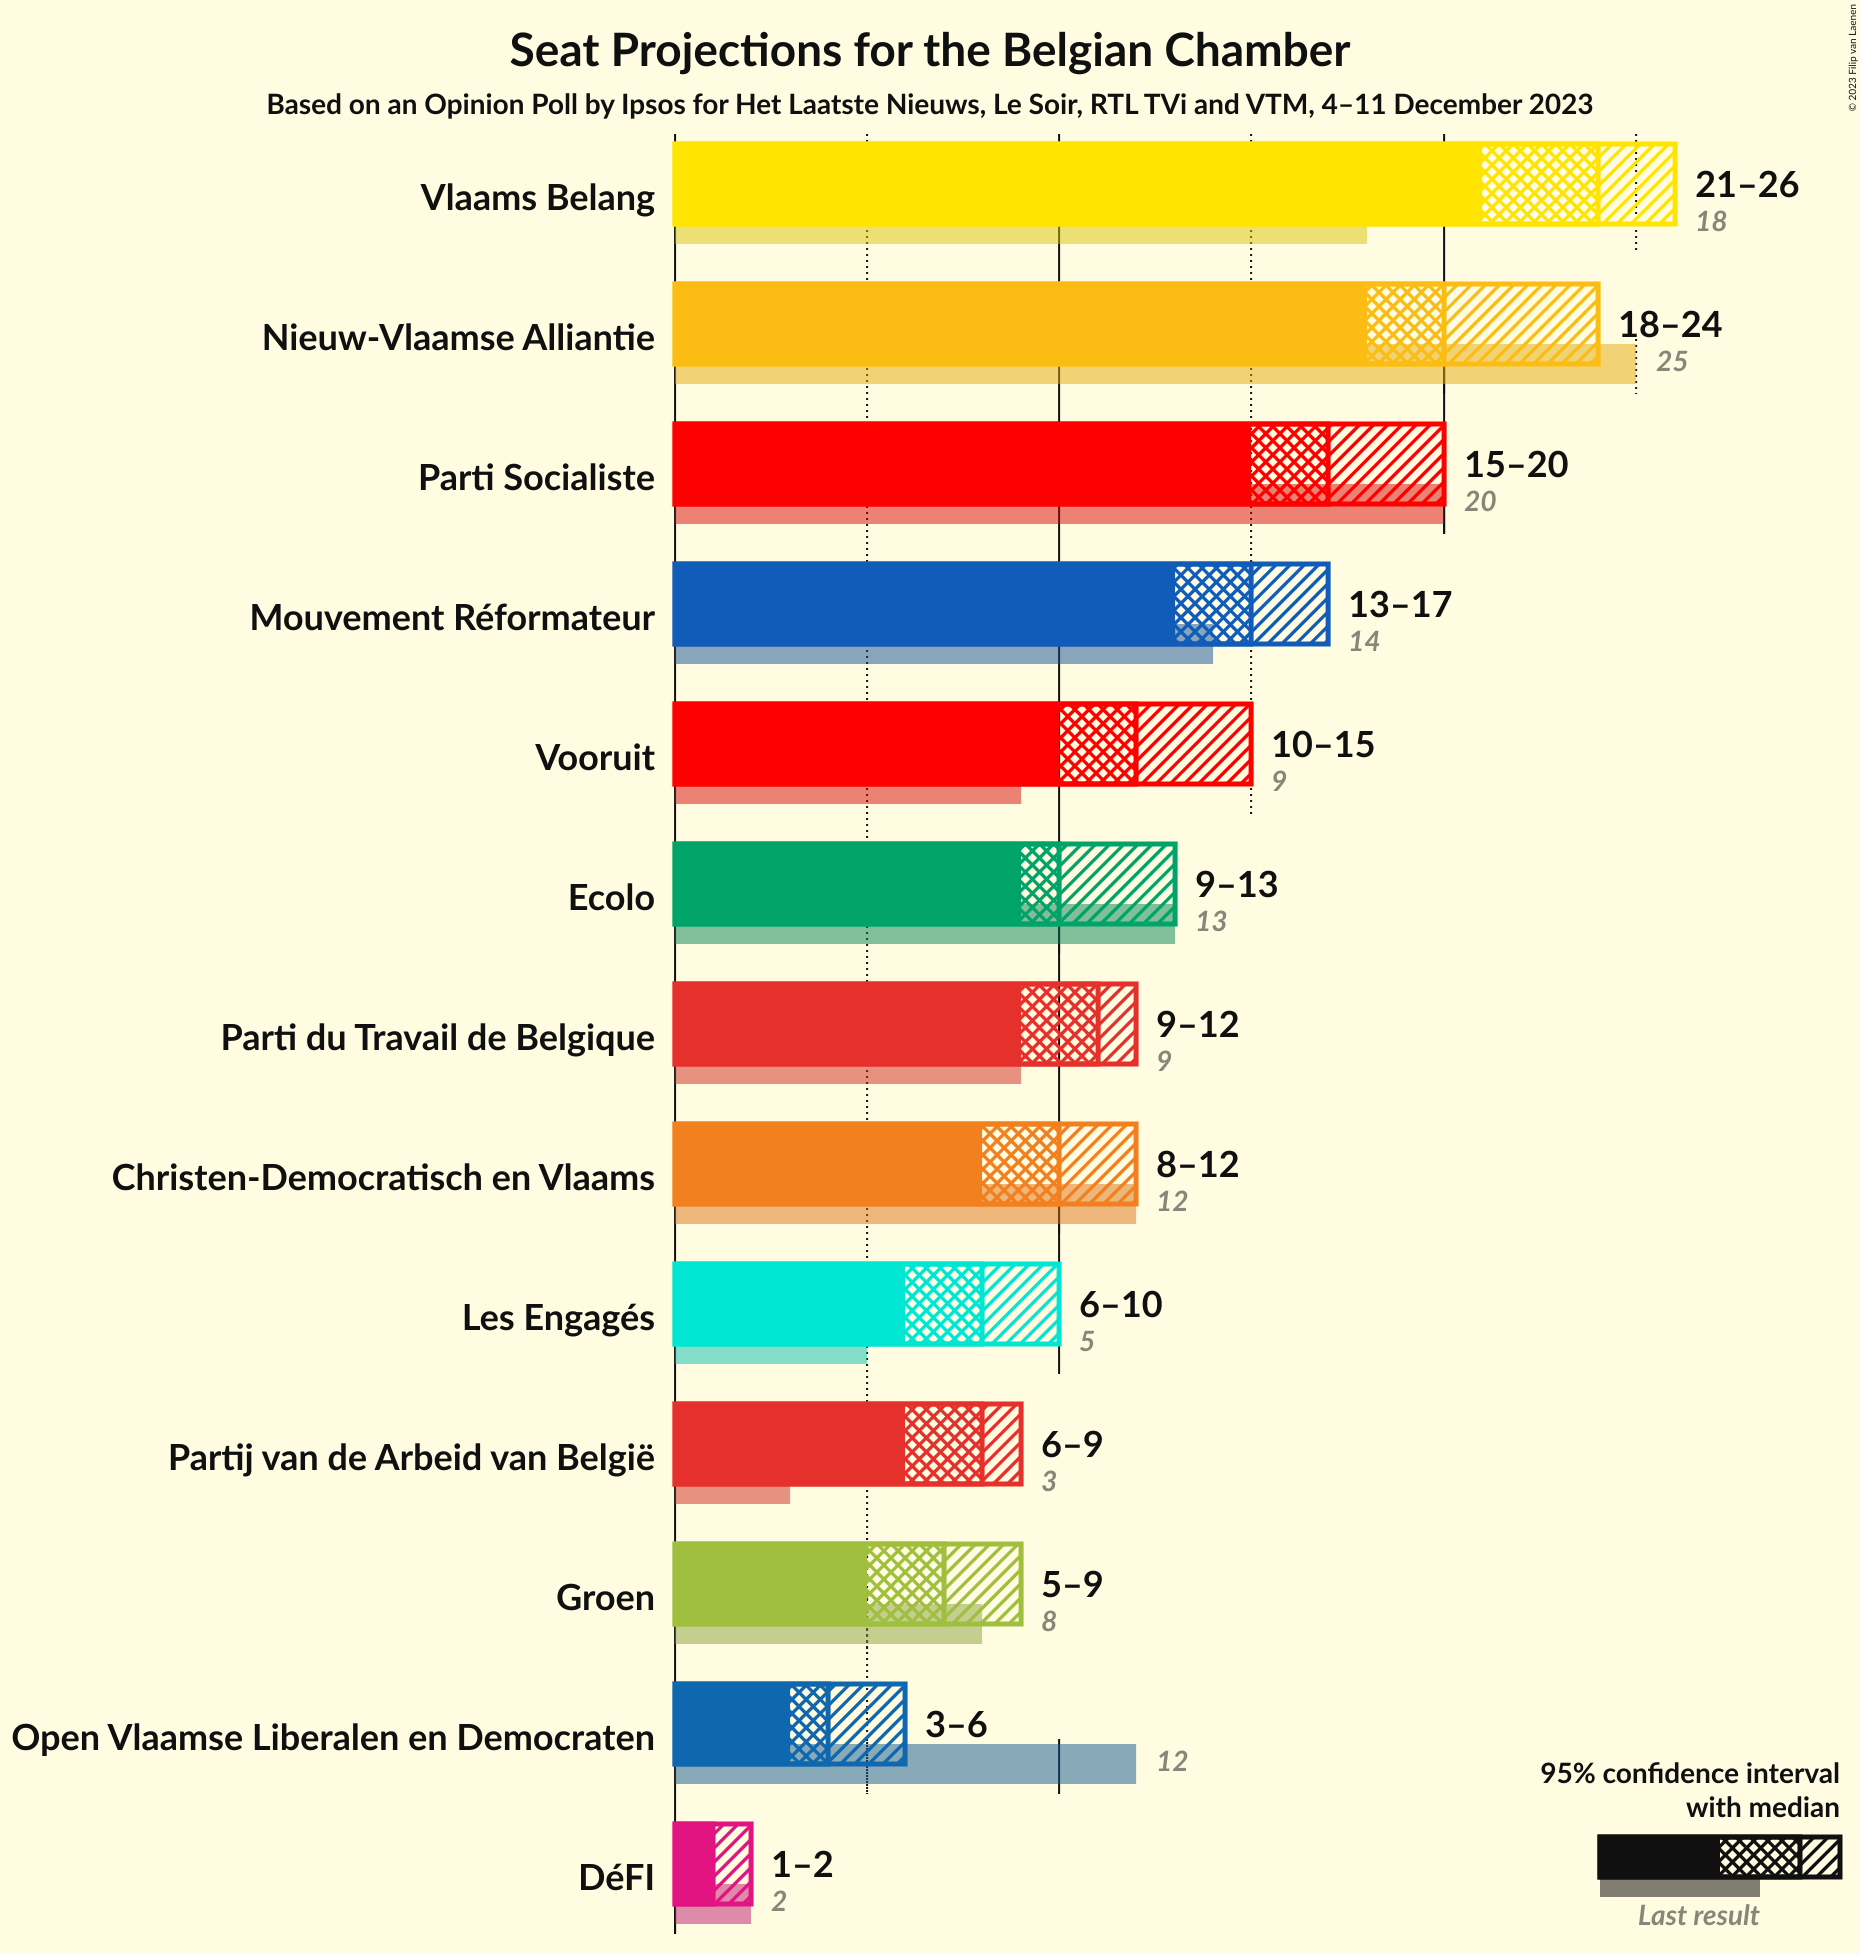 Seat Projections for the Belgian Chamber
Based on an Opinion Poll by Ipsos for Het Laatste Nieuws, Le Soir, RTL TVi and VTM, 4–11 December 2023
© 2023 Filip van Laenen
Vlaams Belang
21–26
18
Nieuw-Vlaamse Alliantie
18–24
25
Parti Socialiste
15–20
20
Mouvement Réformateur
13–17
14
Vooruit
10–15
9
Ecolo
9–13
13
Parti du Travail de Belgique
9–12
9
Christen-Democratisch en Vlaams
8–12
12
Les Engagés
6–10
5
Partij van de Arbeid van België
6–9
3
Groen
5–9
8
Open Vlaamse Liberalen en Democraten
3–6
12
DéFI
1–2
2
95% confidence interval
with median
Last result